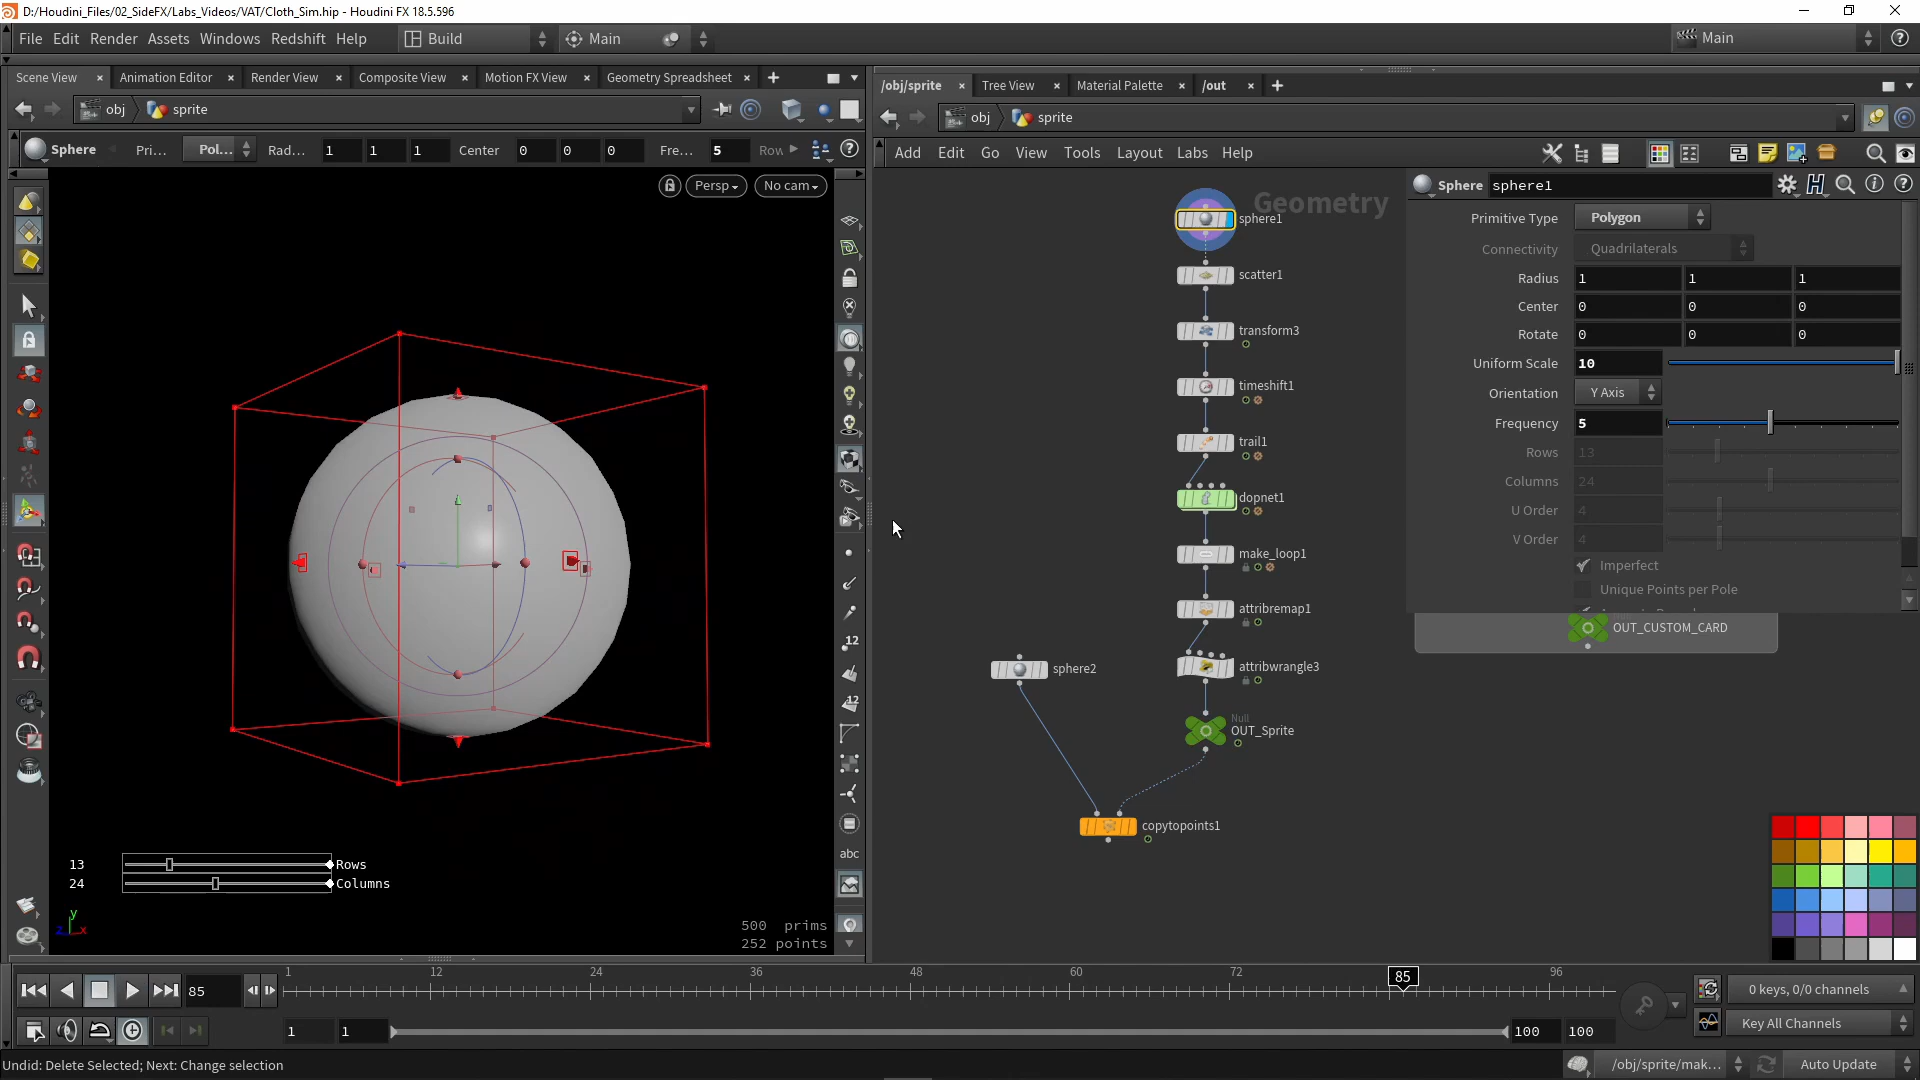 D:/Houdini_Files/02_SideFX/Labs_Videos/VAT/Cloth_Sim.hip - Houdini FX 18.5.596
File Edit Render Assets Windows Redshift Help Build Main Main
Scene View Animation Editor Render View Composite View Motion FX View Geometry Spreadsheet
/obj/sprite Tree View Material Palette /out
obj sprite
obj sprite
Sphere Pri... Pol... Rad... 1 1 1 Center 0 0 0 Fre... 5 Row
Add Edit Go View Tools Layout Labs Help
Persp No cam
Geometry
Sphere sphere1
Primitive Type Polygon
Connectivity Quadrilaterals
Radius 1 1 1
Center 0 0 0
Rotate 0 0 0
Uniform Scale 10
Orientation Y Axis
Frequency 5
Rows 13
Columns 24
U Order 4
V Order 4
Imperfect
Unique Points per Pole
sphere1
scatter1
transform3
timeshift1
trail1
dopnet1
make_loop1
attribremap1
attribwrangle3
sphere2
Null
OUT_Sprite
copytopoints1
OUT_CUSTOM_CARD
12
12
abc
13 Rows
24 Columns
500 prims
252 points
y
z x
85 1 12 24 36 48 60 72 85 96
0 keys, 0/0 channels
1 1 100 100
Key All Channels
Undid: Delete Selected; Next: Change selection
/obj/sprite/mak... Auto Update